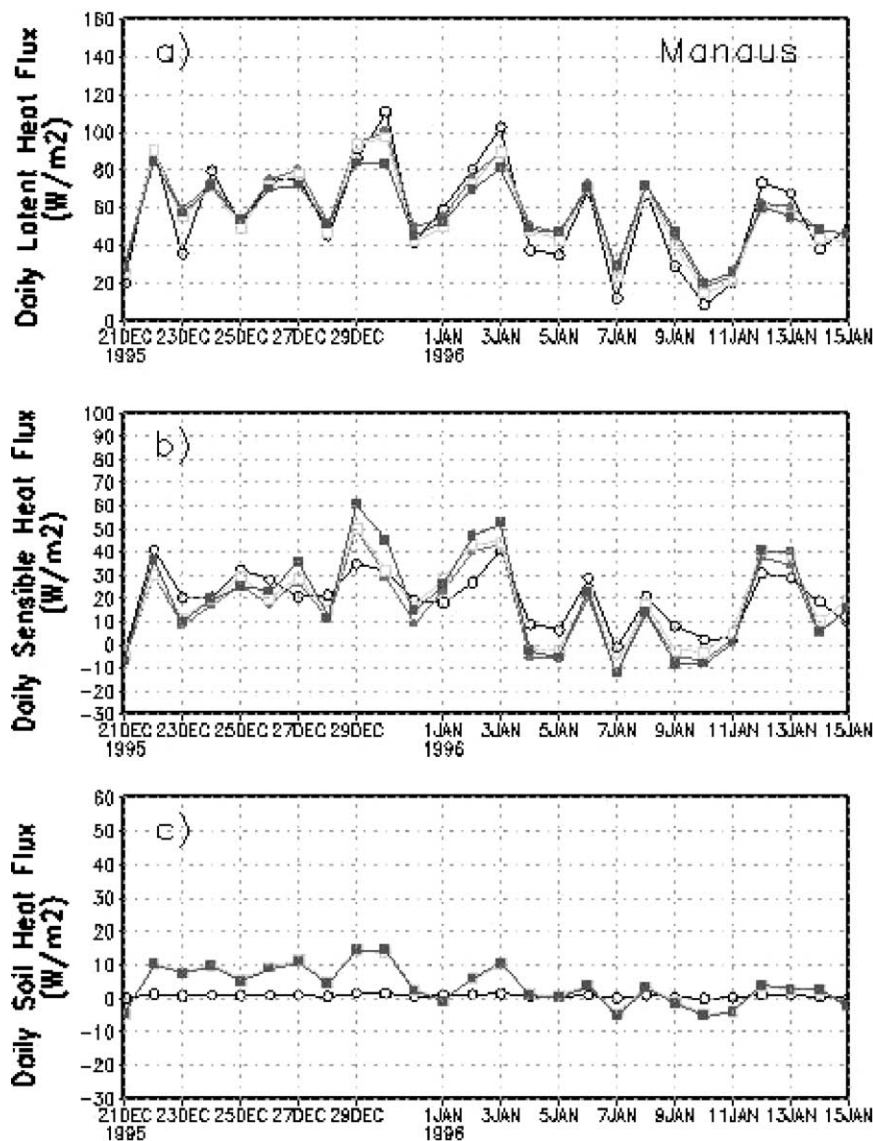 a)
Manaus
Daily Latent Heat Flux
(W/m2)
160
140
120
100
80
60
40
20
0
21DEC 23DEC 25DEC 27DEC 29DEC 1JAN 3JAN 5JAN 7JAN 9JAN 11JAN 13JAN 15JAN
1995 1996
b)
Daily Sensible Heat Flux
(W/m2)
100
90
80
70
60
50
40
30
20
10
0
-10
-20
-30
21DEC 23DEC 25DEC 27DEC 29DEC 1JAN 3JAN 5JAN 7JAN 9JAN 11JAN 13JAN 15JAN
1995 1996
c)
Daily Soil Heat Flux
(W/m2)
60
50
40
30
20
10
0
-10
-20
-30
21DEC 23DEC 25DEC 27DEC 29DEC 1JAN 3JAN 5JAN 7JAN 9JAN 11JAN 13JAN 15JAN
1995 1996